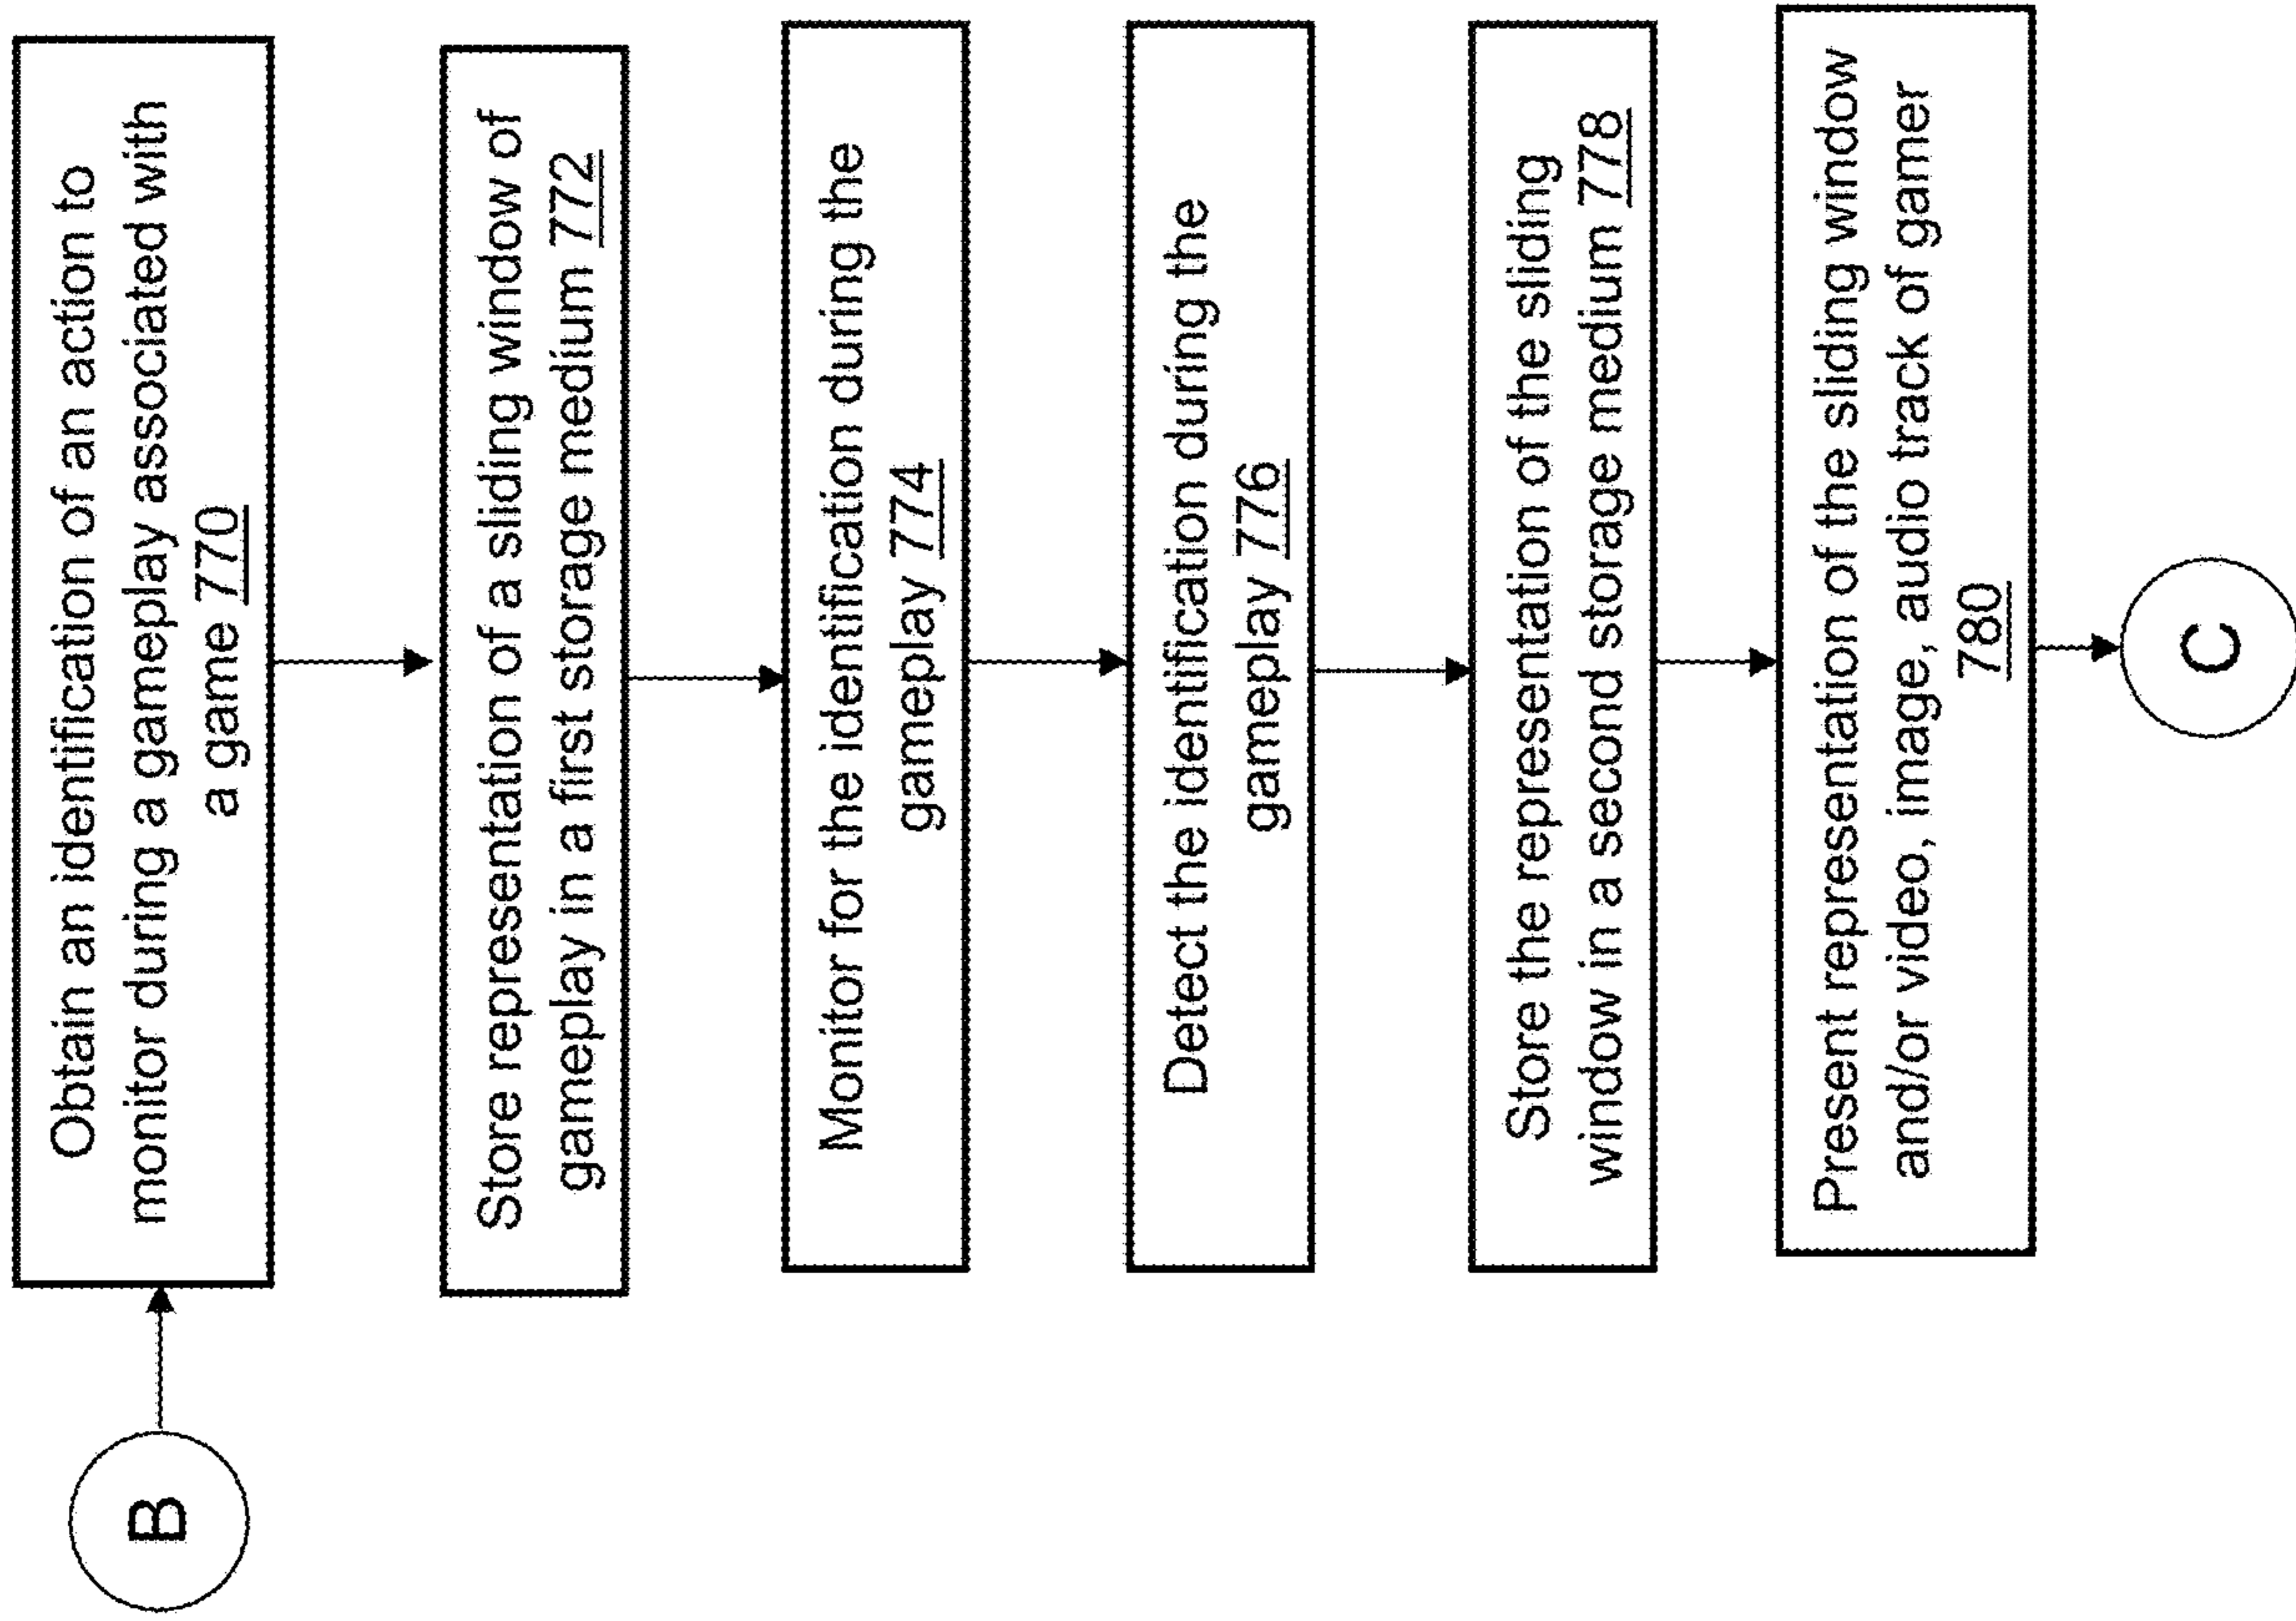 B
Obtain an identification of an action to
monitor during a gameplay associated with
a game 770
Store representation of a sliding window of
gameplay in a first storage medium 772
Monitor for the identification during the
gameplay 774
Detect the identification during the
gameplay 776
Store the representation of the sliding
window in a second storage medium 778
Present representation of the sliding window
and/or video, image, audio track of gamer
780
C